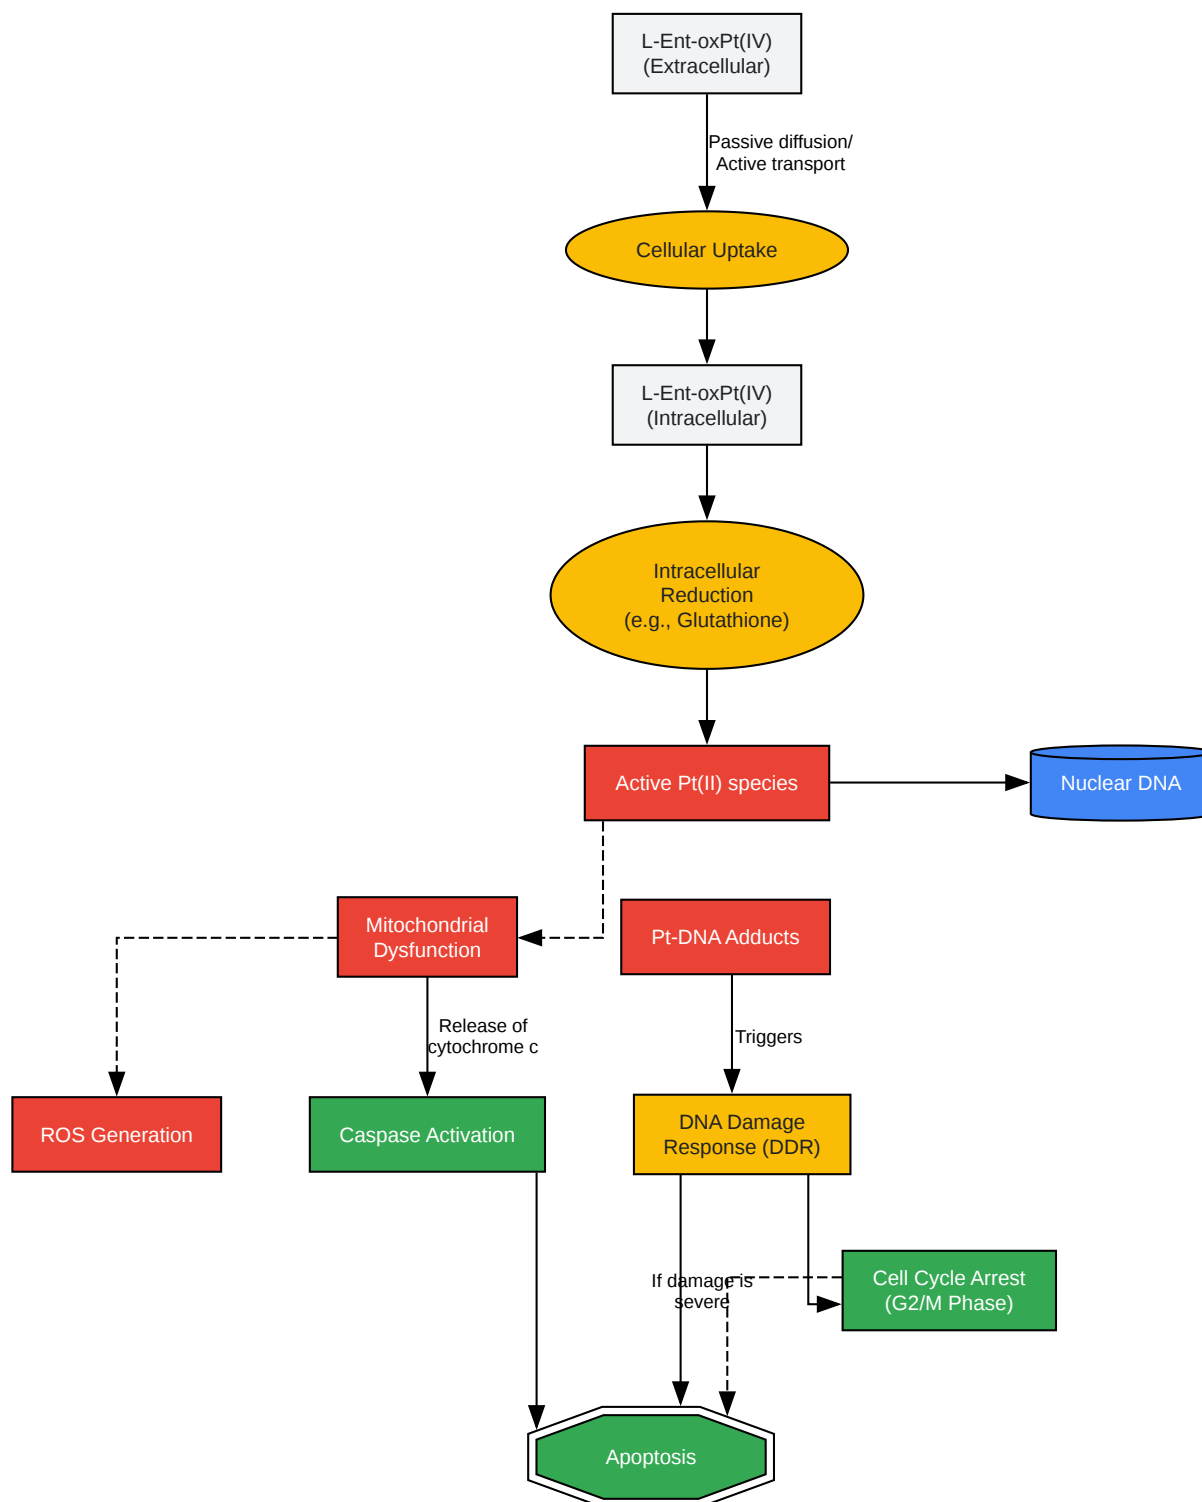 L-Ent-oxPt(IV)
(Extracellular)
Passive diffusion/
Active transport
Cellular Uptake
L-Ent-oxPt(IV)
(Intracellular)
Intracellular
Reduction
(e.g., Glutathione)
Active Pt(II) species
Nuclear DNA
Mitochondrial
Dysfunction
Pt-DNA Adducts
Release of
cytochrome c
Triggers
ROS Generation
Caspase Activation
DNA Damage
Response (DDR)
If damage is
severe
Cell Cycle Arrest
(G2/M Phase)
Apoptosis